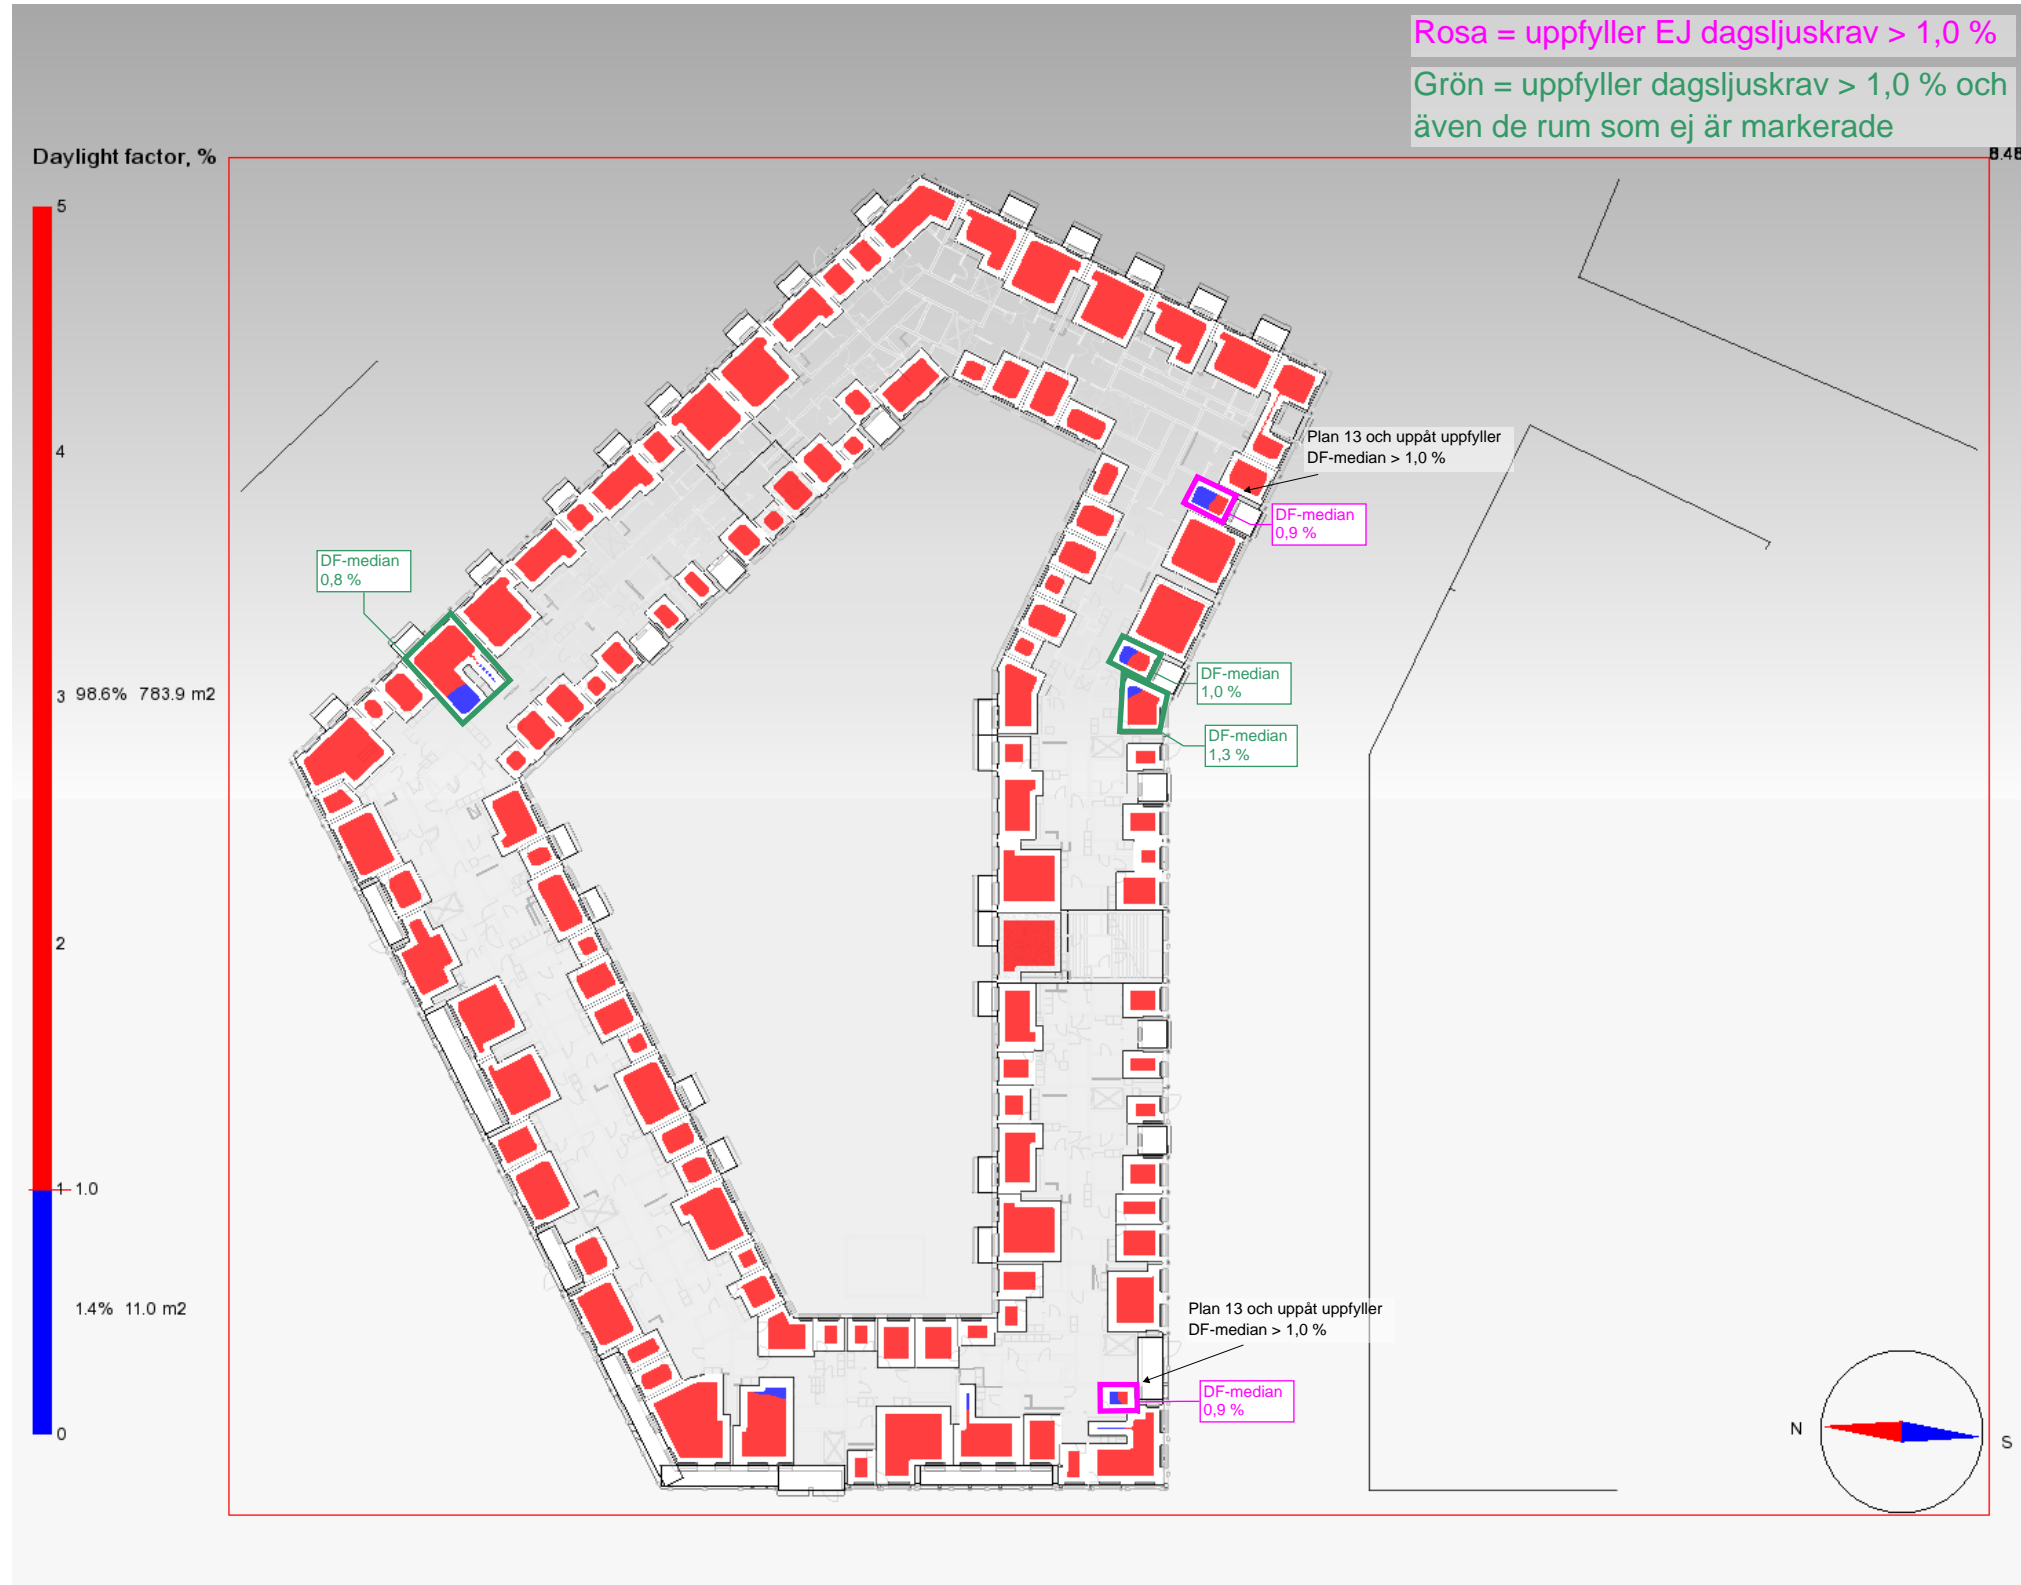 Rosa = uppfyller EJ dagsljuskrav > 1,0 %
Grön = uppfyller dagsljuskrav > 1,0 % och
även de rum som ej är markerade
Daylight factor, %
5
4
Plan 13 och uppåt uppfyller
DF-median > 1,0 %
DF-median
0,9 %
DF-median
0,8 %
DF-median
1,0 %
3 98.6% 783.9 m2
DF-median
1,3 %
2
1 1.0
1.4% 11.0 m2
Plan 13 och uppåt uppfyller
DF-median > 1,0 %
DF-median
0,9 %
0
N
S